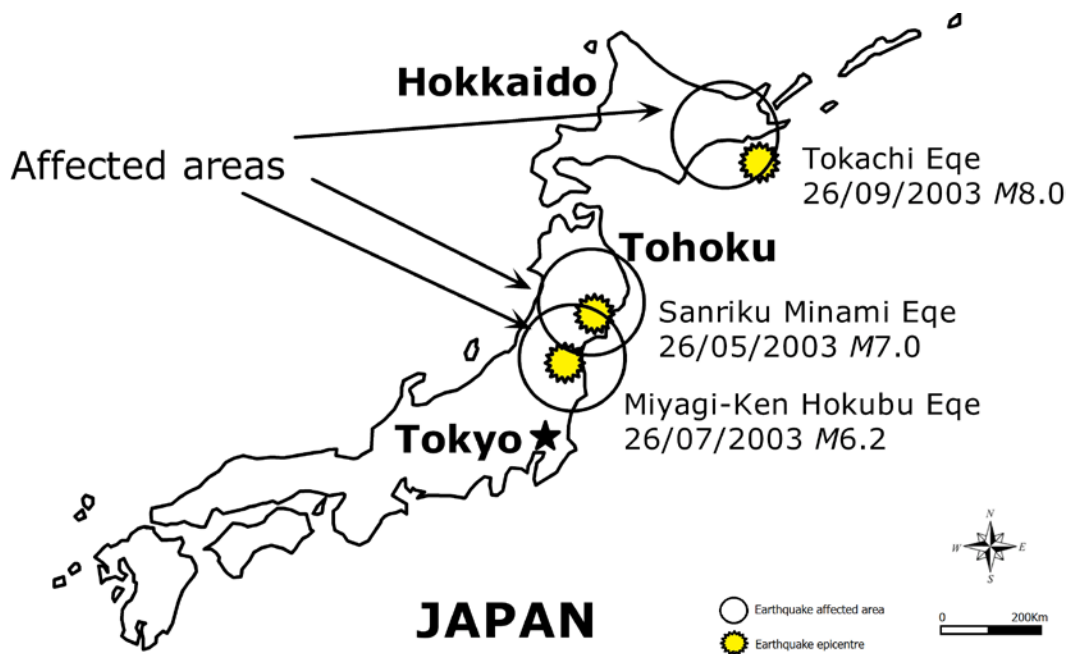 Hokkaido
Affected areas
Tokachi Eqe
26/09/2003 M8.0
Tohoku
Sanriku Minami Eqe
26/05/2003 M7.0
Miyagi-Ken Hokubu Eqe
26/07/2003 M6.2
Tokyo
N
W E
S
JAPAN
Earthquake affected area
Earthquake epicentre
0 200Km